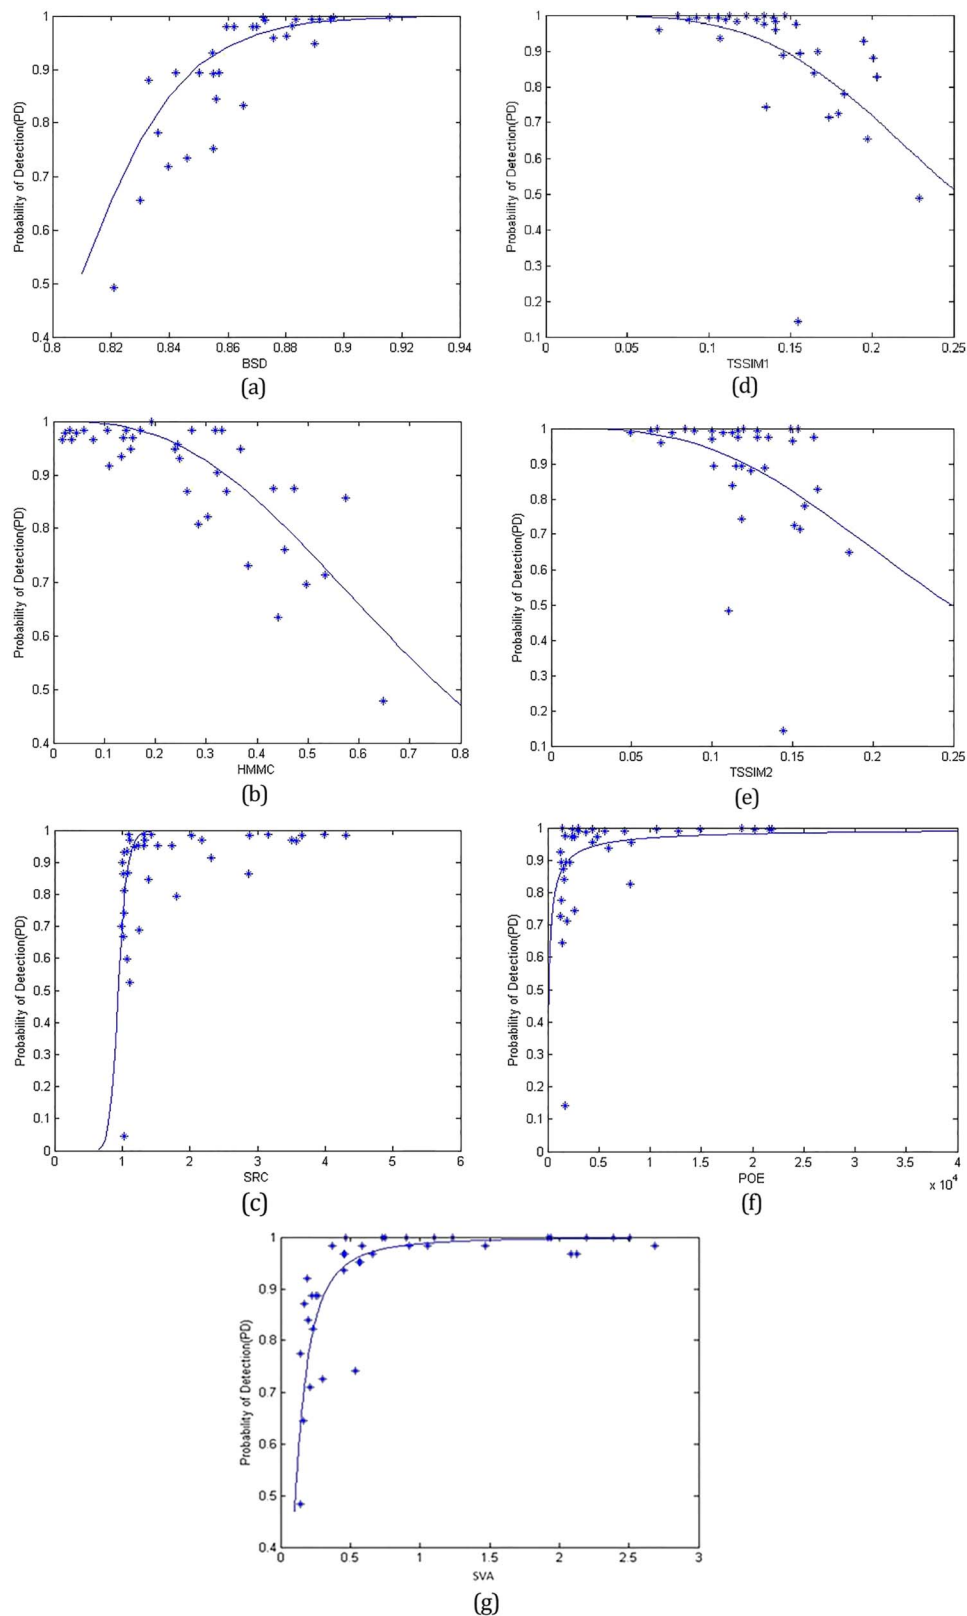 Probability of Detection(PD)
1
0.9
0.8
0.7
0.6
0.5
0.4
0.8 0.82 0.84 0.86 0.88 0.9 0.92 0.94
BSD
(a)
Probability of Detection(PD)
1
0.9
0.8
0.7
0.6
0.5
0.4
0.3
0.2
0.1
0 0.05 0.1 0.15 0.2 0.25
TSSIM1
(d)
Probability of Detection(PD)
1
0.9
0.8
0.7
0.6
0.5
0.4
0 0.1 0.2 0.3 0.4 0.5 0.6 0.7 0.8
HMMC
(b)
Probability of Detection(PD)
1
0.9
0.8
0.7
0.6
0.5
0.4
0.3
0.2
0.1
0 0.05 0.1 0.15 0.2 0.25
TSSIM2
(e)
Probability of Detection(PD)
1
0.9
0.8
0.7
0.6
0.5
0.4
0.3
0.2
0.1
0
0 1 2 3 4 5 6
SRC
(c)
Probability of Detection(PD)
1
0.9
0.8
0.7
0.6
0.5
0.4
0.3
0.2
0.1
0
0 0.5 1 1.5 2 2.5 3 3.5 4
POE
x 10^4
(f)
Probability of Detection(PD)
1
0.9
0.8
0.7
0.6
0.5
0.4
0 0.5 1 1.5 2 2.5 3
SVA
(g)